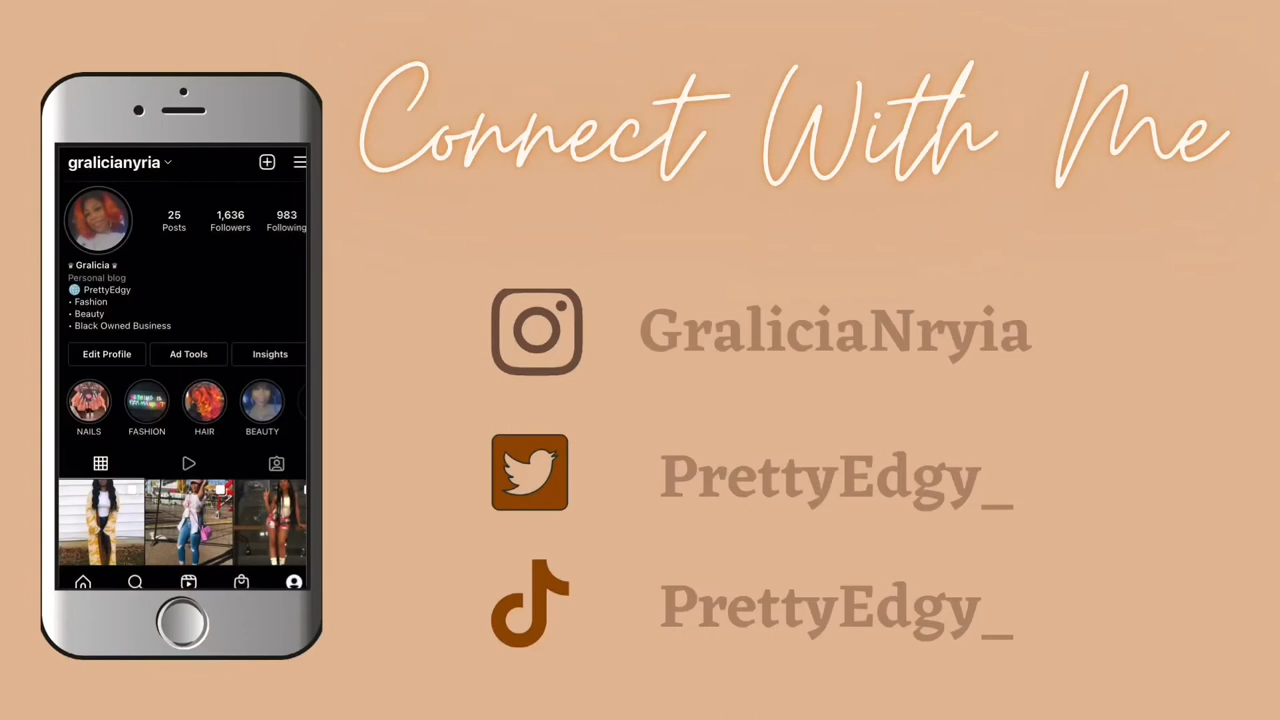 Connect With Me
gralicianyria
25 1,636 983
Posts Followers Following
♛ Gralicia ♛
Personal blog
🌐 PrettyEdgy
• Fashion
• Beauty
• Black Owned Business
Edit Profile Ad Tools Insights
NAILS FASHION HAIR BEAUTY
GraliciaNryia
PrettyEdgy_
PrettyEdgy_